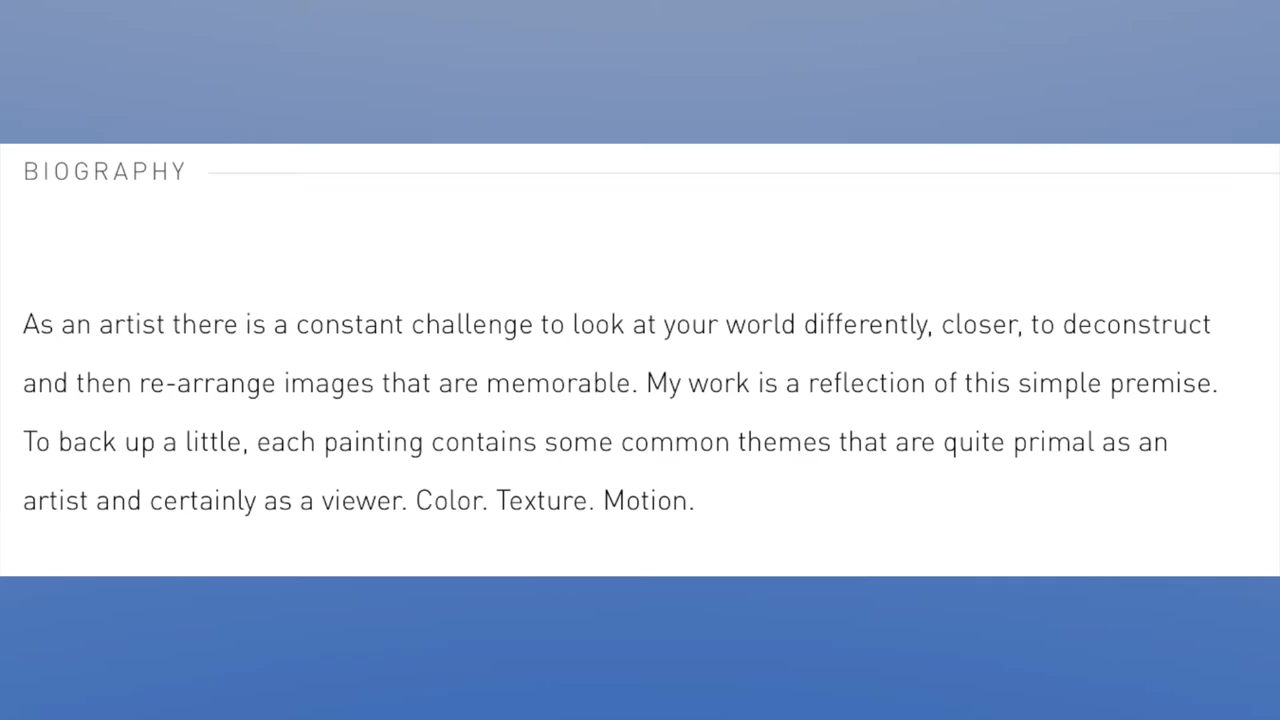 BIOGRAPHY
As an artist there is a constant challenge to look at your world differently, closer, to deconstruct
and then re-arrange images that are memorable. My work is a reflection of this simple premise.
To back up a little, each painting contains some common themes that are quite primal as an
artist and certainly as a viewer. Color. Texture. Motion.